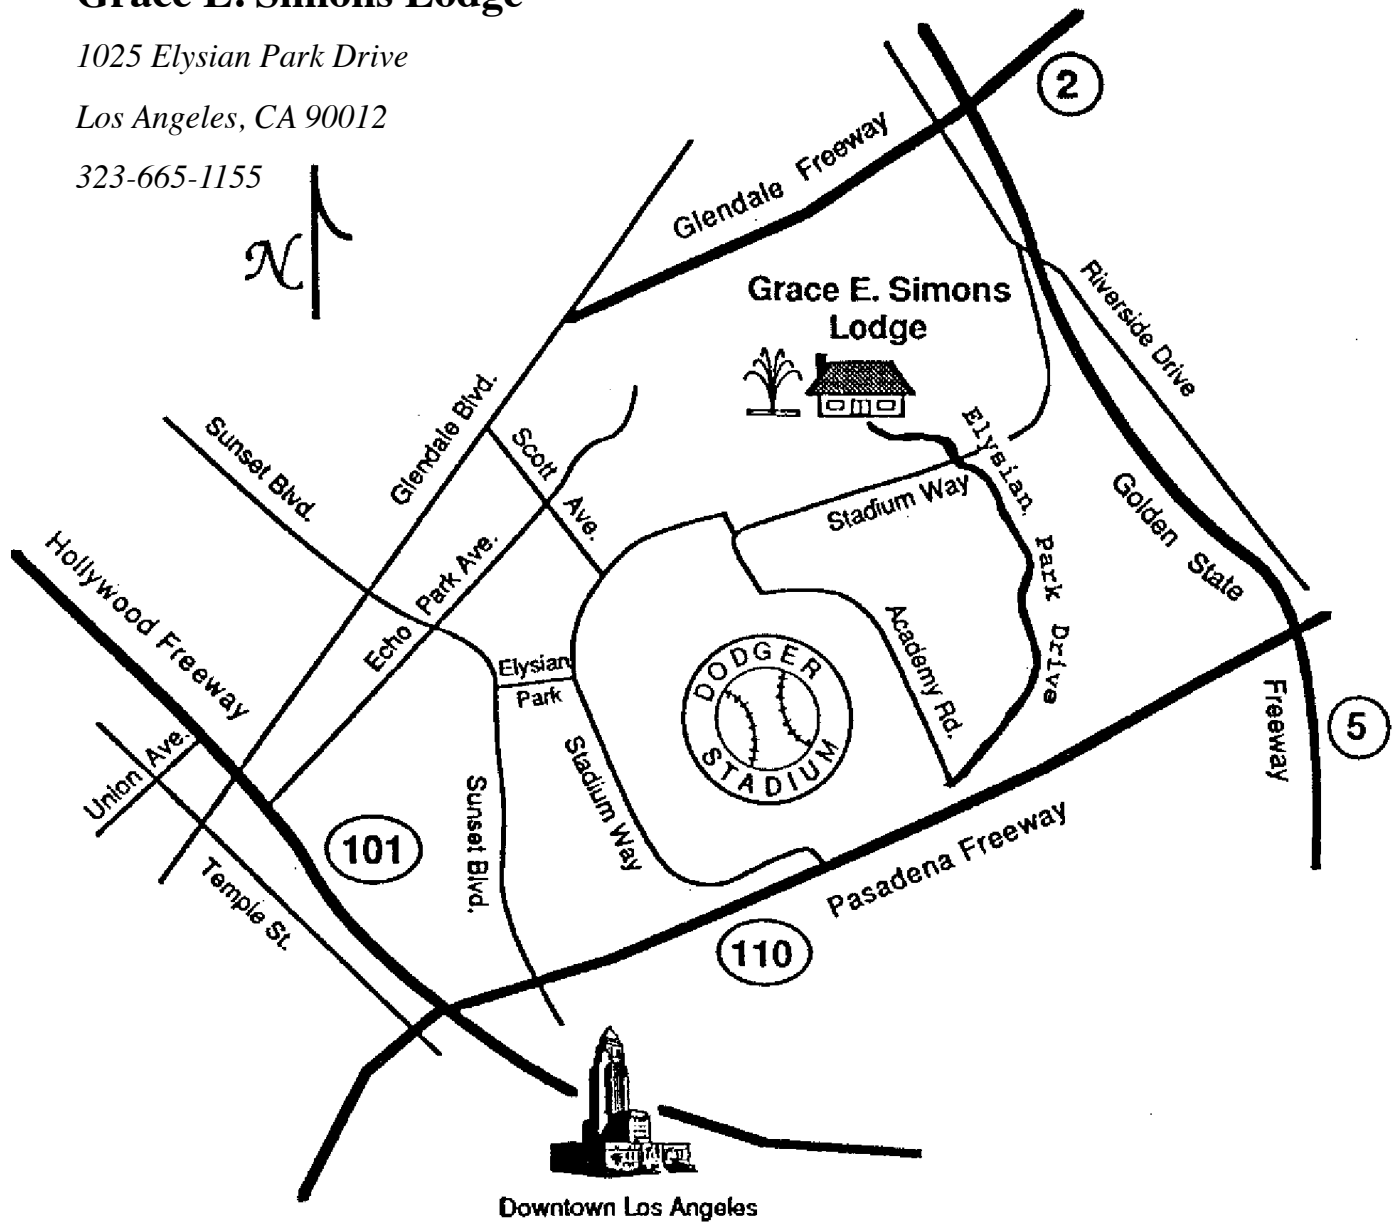 Grace E. Simons Lodge
1025 Elysian Park Drive
Los Angeles, CA 90012
323-665-1155
N
2
Glendale Freeway
Grace E. Simons
Lodge
Riverside Drive
Glendale Blvd.
Sunset Blvd.
Scott Ave.
Elysian Park Drive
Stadium Way
Golden State
Freeway
Hollywood Freeway
Echo Park Ave.
Academy Rd.
Elysian
Park
DODGER
STADIUM
5
Union Ave.
Stadium Way
Sunset Blvd.
101
Temple St.
Pasadena Freeway
110
Downtown Los Angeles